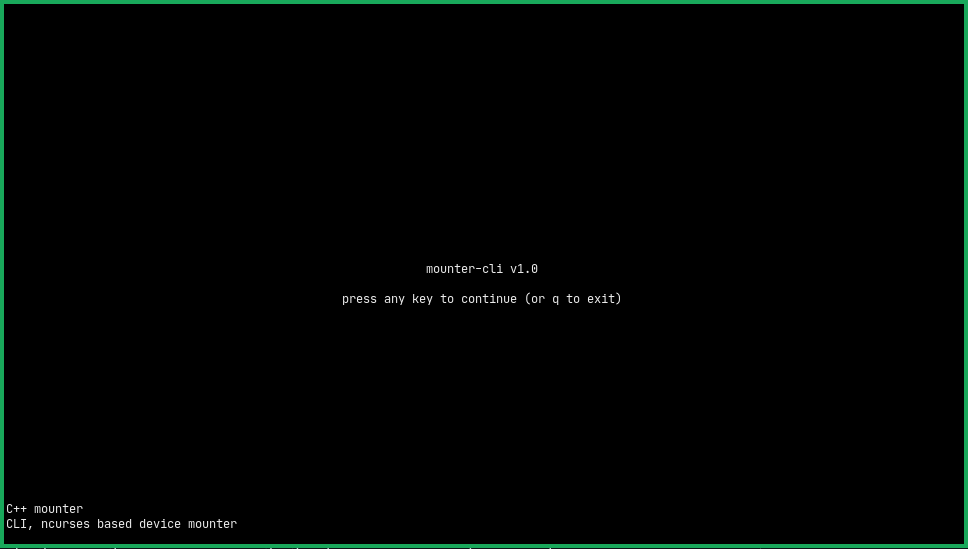 mounter-cli v1.0
press any key to continue (or q to exit)
C++ mounter
CLI, ncurses based device mounter